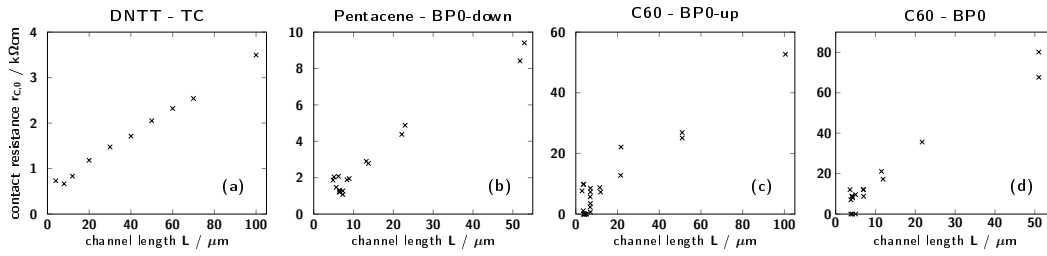 DNTT - TC
Pentacene - BP0-down
C60 - BP0-up
C60 - BP0
contact resistance r_C,0 / kΩcm
4
3
2
1
0
0 20 40 60 80 100
channel length L / μm
(a)
10
8
6
4
2
0
0 10 20 30 40 50
channel length L / μm
(b)
60
40
20
0
0 20 40 60 80 100
channel length L / μm
(c)
80
60
40
20
0
0 10 20 30 40 50
channel length L / μm
(d)